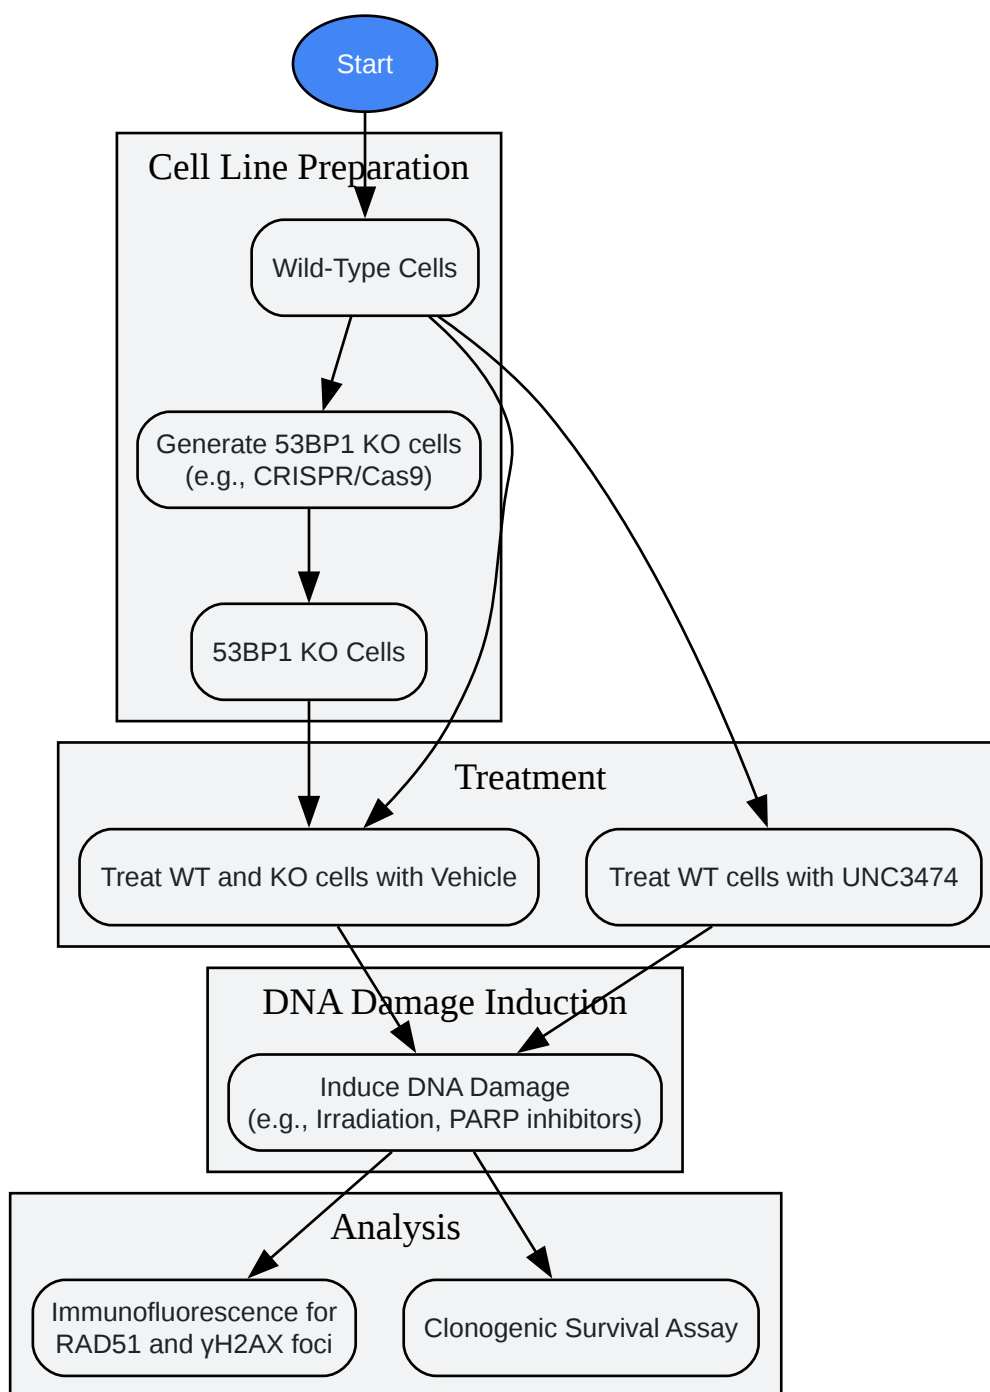 Start
Cell Line Preparation
Wild-Type Cells
Generate 53BP1 KO cells
(e.g., CRISPR/Cas9)
53BP1 KO Cells
Treatment
Treat WT and KO cells with Vehicle
Treat WT cells with UNC3474
DNA Damage Induction
Induce DNA Damage
(e.g., Irradiation, PARP inhibitors)
Analysis
Immunofluorescence for
RAD51 and γH2AX foci
Clonogenic Survival Assay